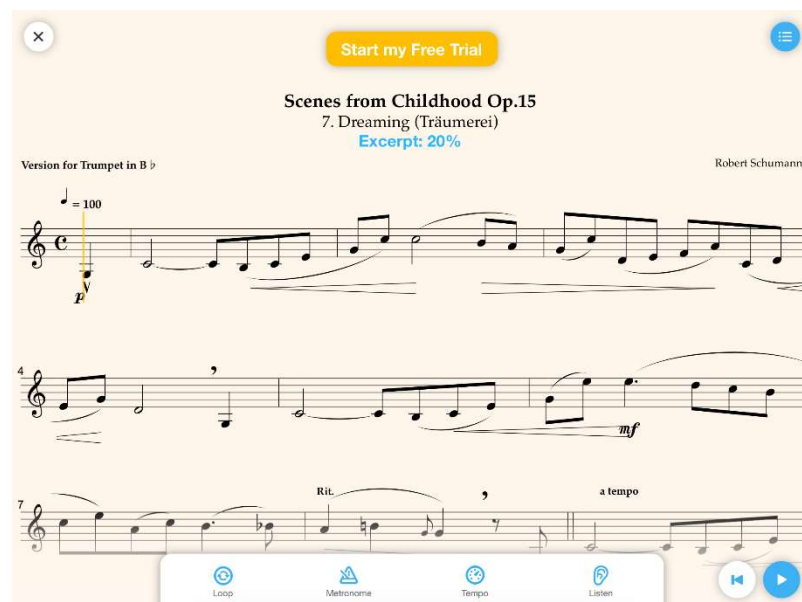 Start my Free Trial
Scenes from Childhood Op.15
7. Dreaming (Träumerei)
Excerpt: 20%
Version for Trumpet in B ♭
Robert Schumann
♩ = 100
p
4
mf
7
Rit.
a tempo
Loop
Metronome
Tempo
Listen